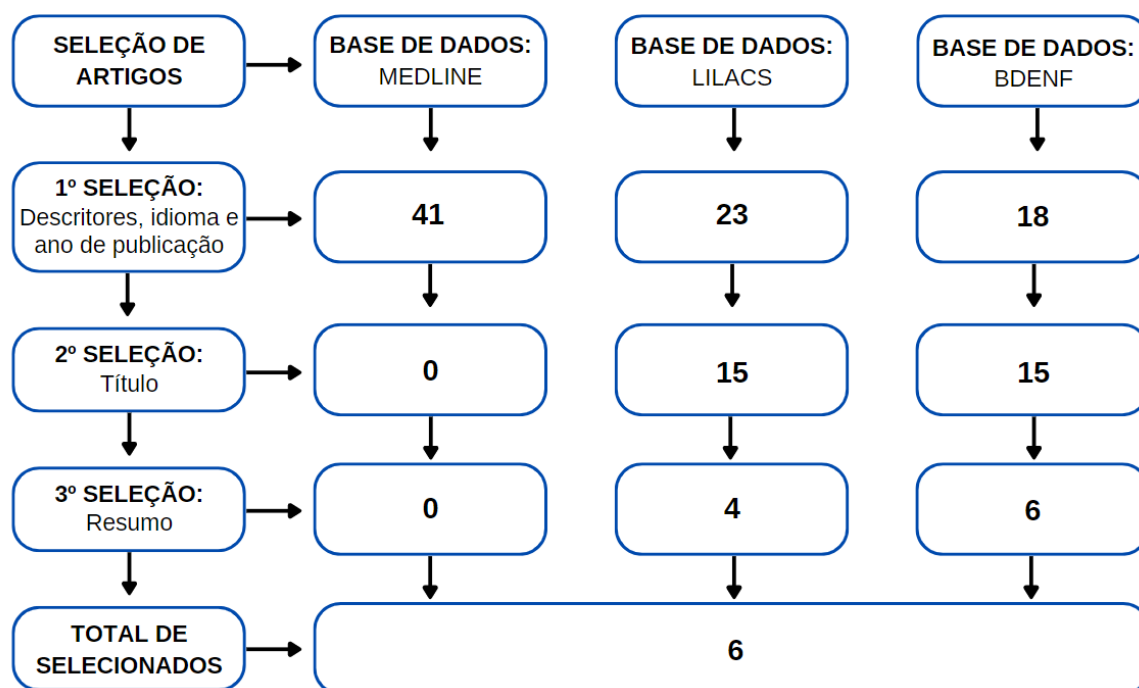 SELEÇÃO DE
ARTIGOS
BASE DE DADOS:
MEDLINE
BASE DE DADOS:
LILACS
BASE DE DADOS:
BDENF
1º SELEÇÃO:
Descritores, idioma e
ano de publicação
41
23
18
2º SELEÇÃO:
Título
0
15
15
3º SELEÇÃO:
Resumo
0
4
6
TOTAL DE
SELECIONADOS
6